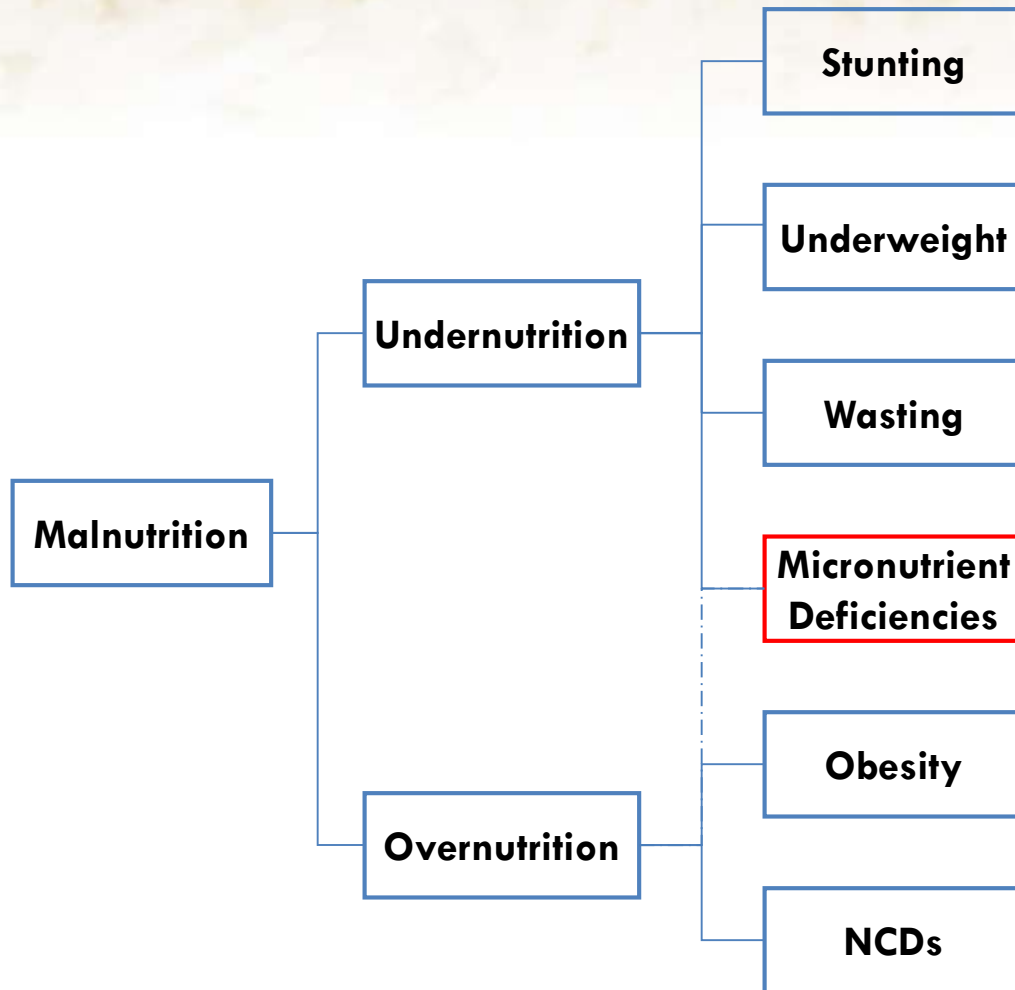 Stunting
Underweight
Undernutrition
Wasting
Malnutrition
Micronutrient
Deficiencies
Obesity
Overnutrition
NCDs